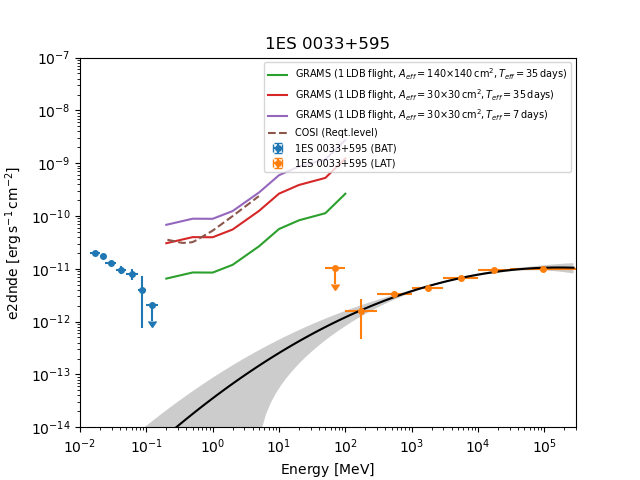 1ES 0033+595
GRAMS (1 LDB flight, A_eff = 140×140 cm², T_eff = 35 days)
GRAMS (1 LDB flight, A_eff = 30×30 cm², T_eff = 35 days)
GRAMS (1 LDB flight, A_eff = 30×30 cm², T_eff = 7 days)
COSI (Reqt.level)
1ES 0033+595 (BAT)
1ES 0033+595 (LAT)
e2dnde [erg s⁻¹ cm⁻²]
10⁻⁷
10⁻⁸
10⁻⁹
10⁻¹⁰
10⁻¹¹
10⁻¹²
10⁻¹³
10⁻¹⁴
10⁻² 10⁻¹ 10⁰ 10¹ 10² 10³ 10⁴ 10⁵
Energy [MeV]